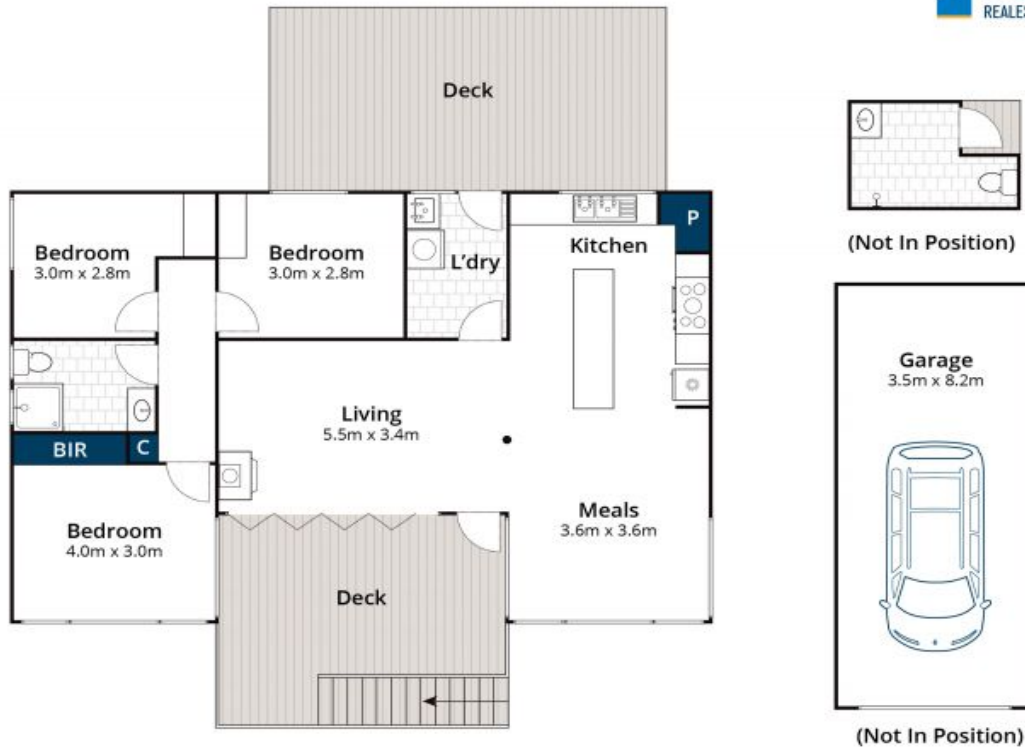 Deck
Bedroom
3.0m x 2.8m
Bedroom
3.0m x 2.8m
L'dry
Kitchen
P
(Not In Position)
Garage
3.5m x 8.2m
Living
5.5m x 3.4m
BIR
C
Bedroom
4.0m x 3.0m
Meals
3.6m x 3.6m
Deck
(Not In Position)